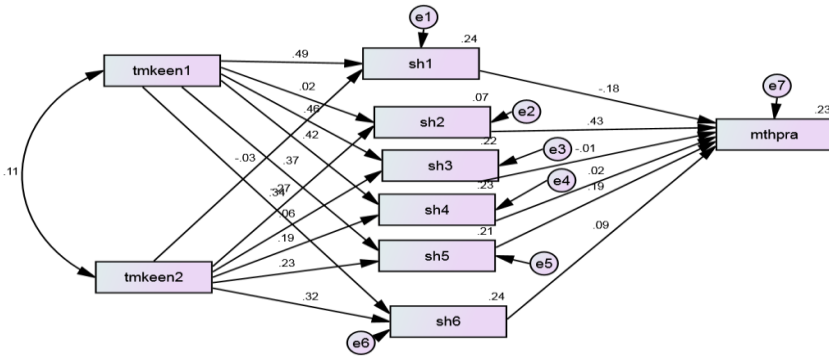 e1
.24
.49
sh1
tmkeen1
e7
.02
-.18
.07
.23
e2
.46
sh2
.43
mthpra
.42
.22
e3
-.03
.37
sh3
-.01
.11
.23
e4
.02
.19
.34
sh4
.06
.21
.19
.09
sh5
e5
.23
tmkeen2
.32
.24
sh6
e6